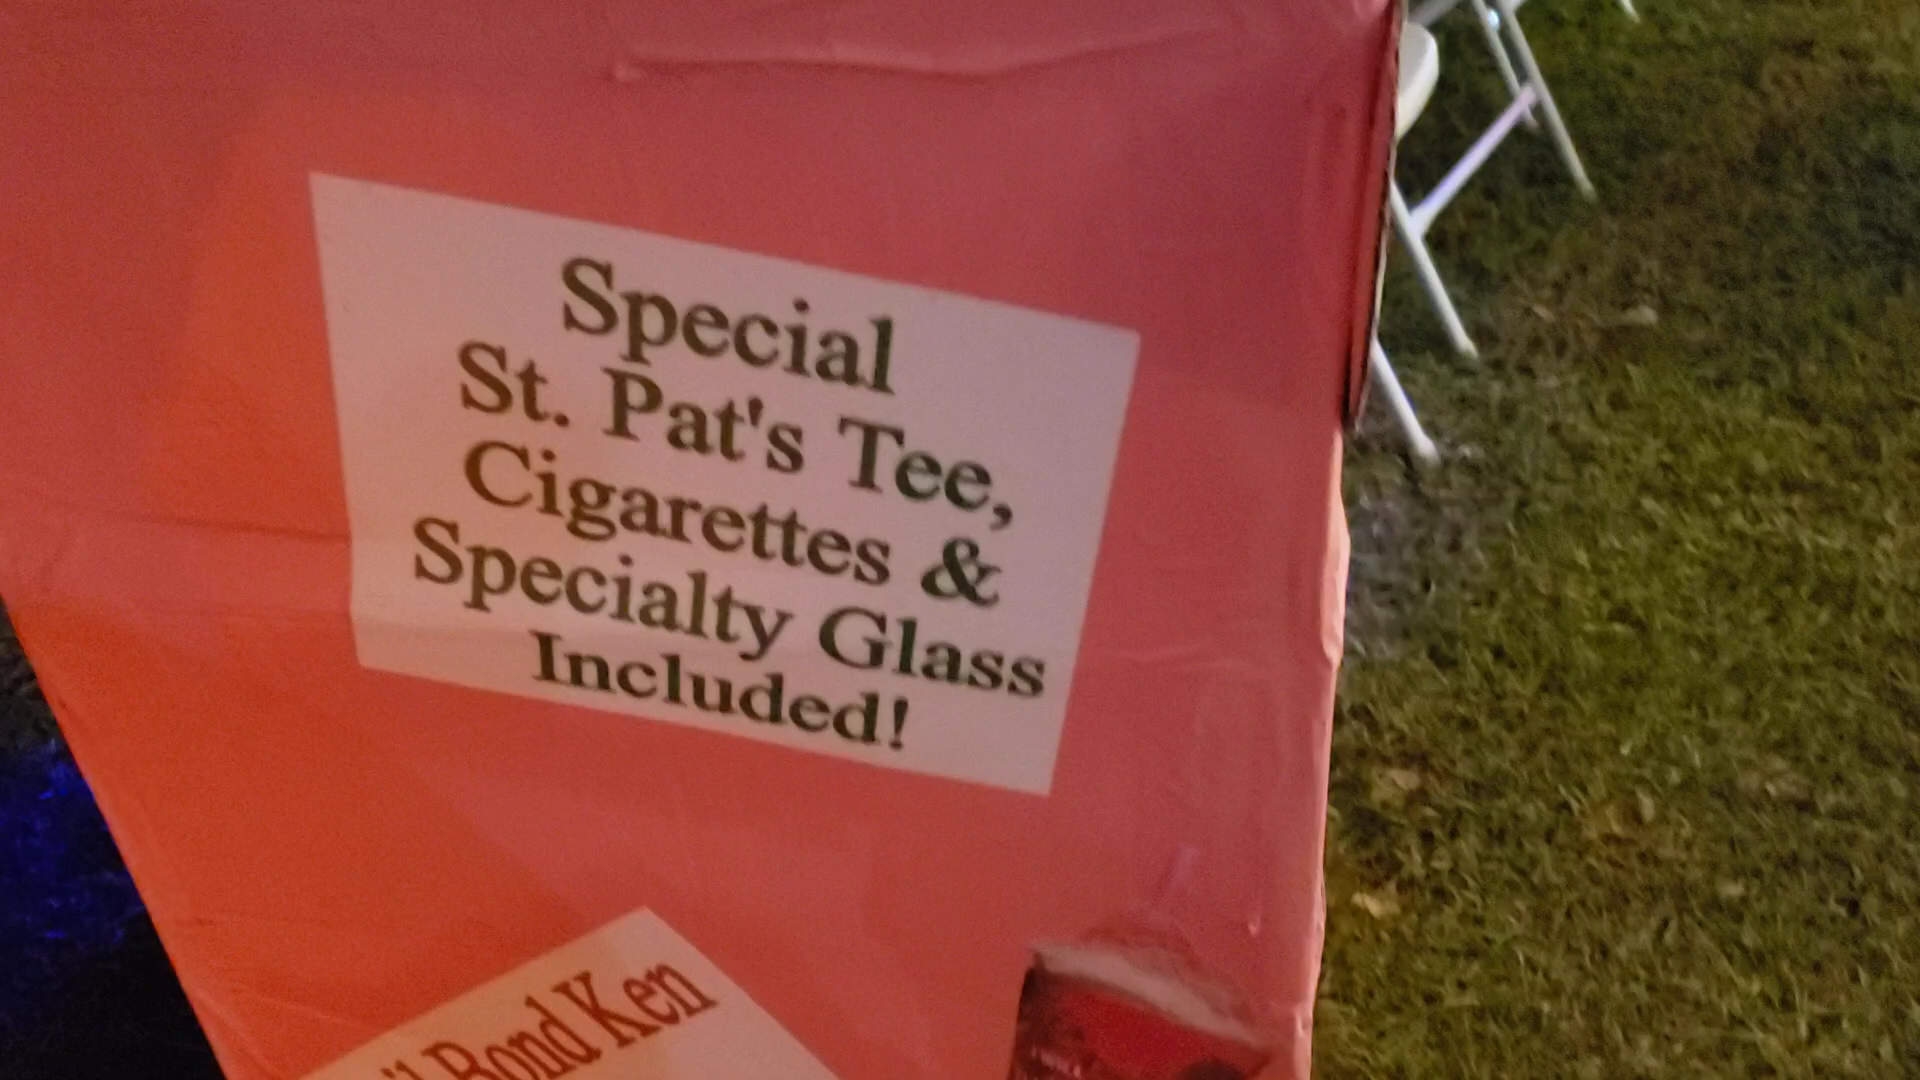 Special
St. Pat's Tee,
Cigarettes &
Specialty Glass
Included!
Bond Ken